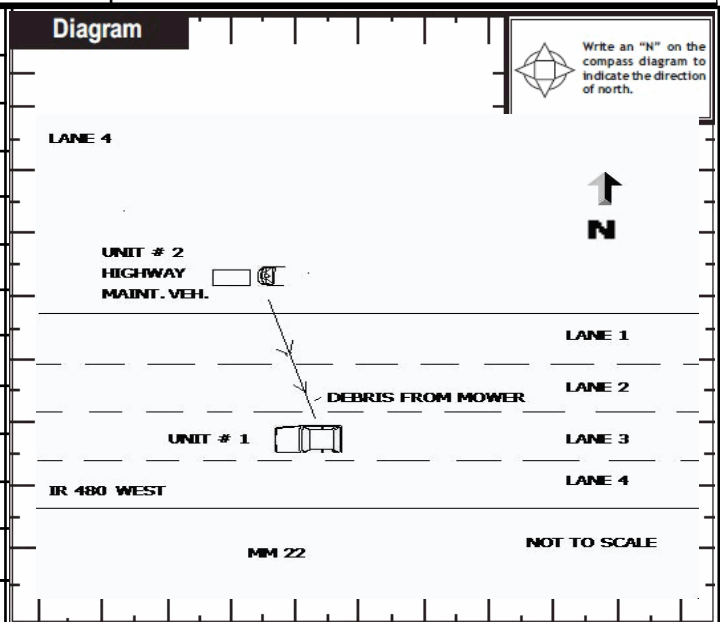 Diagram
Write an “N” on the
compass diagram to
indicate the direction
of north.
LANE 4
N
UNIT # 2
HIGHWAY
MAINT. VEH.
LANE 1
LANE 2
DEBRIS FROM MOWER
UNIT # 1
LANE 3
LANE 4
IR 480 WEST
NOT TO SCALE
MM 22